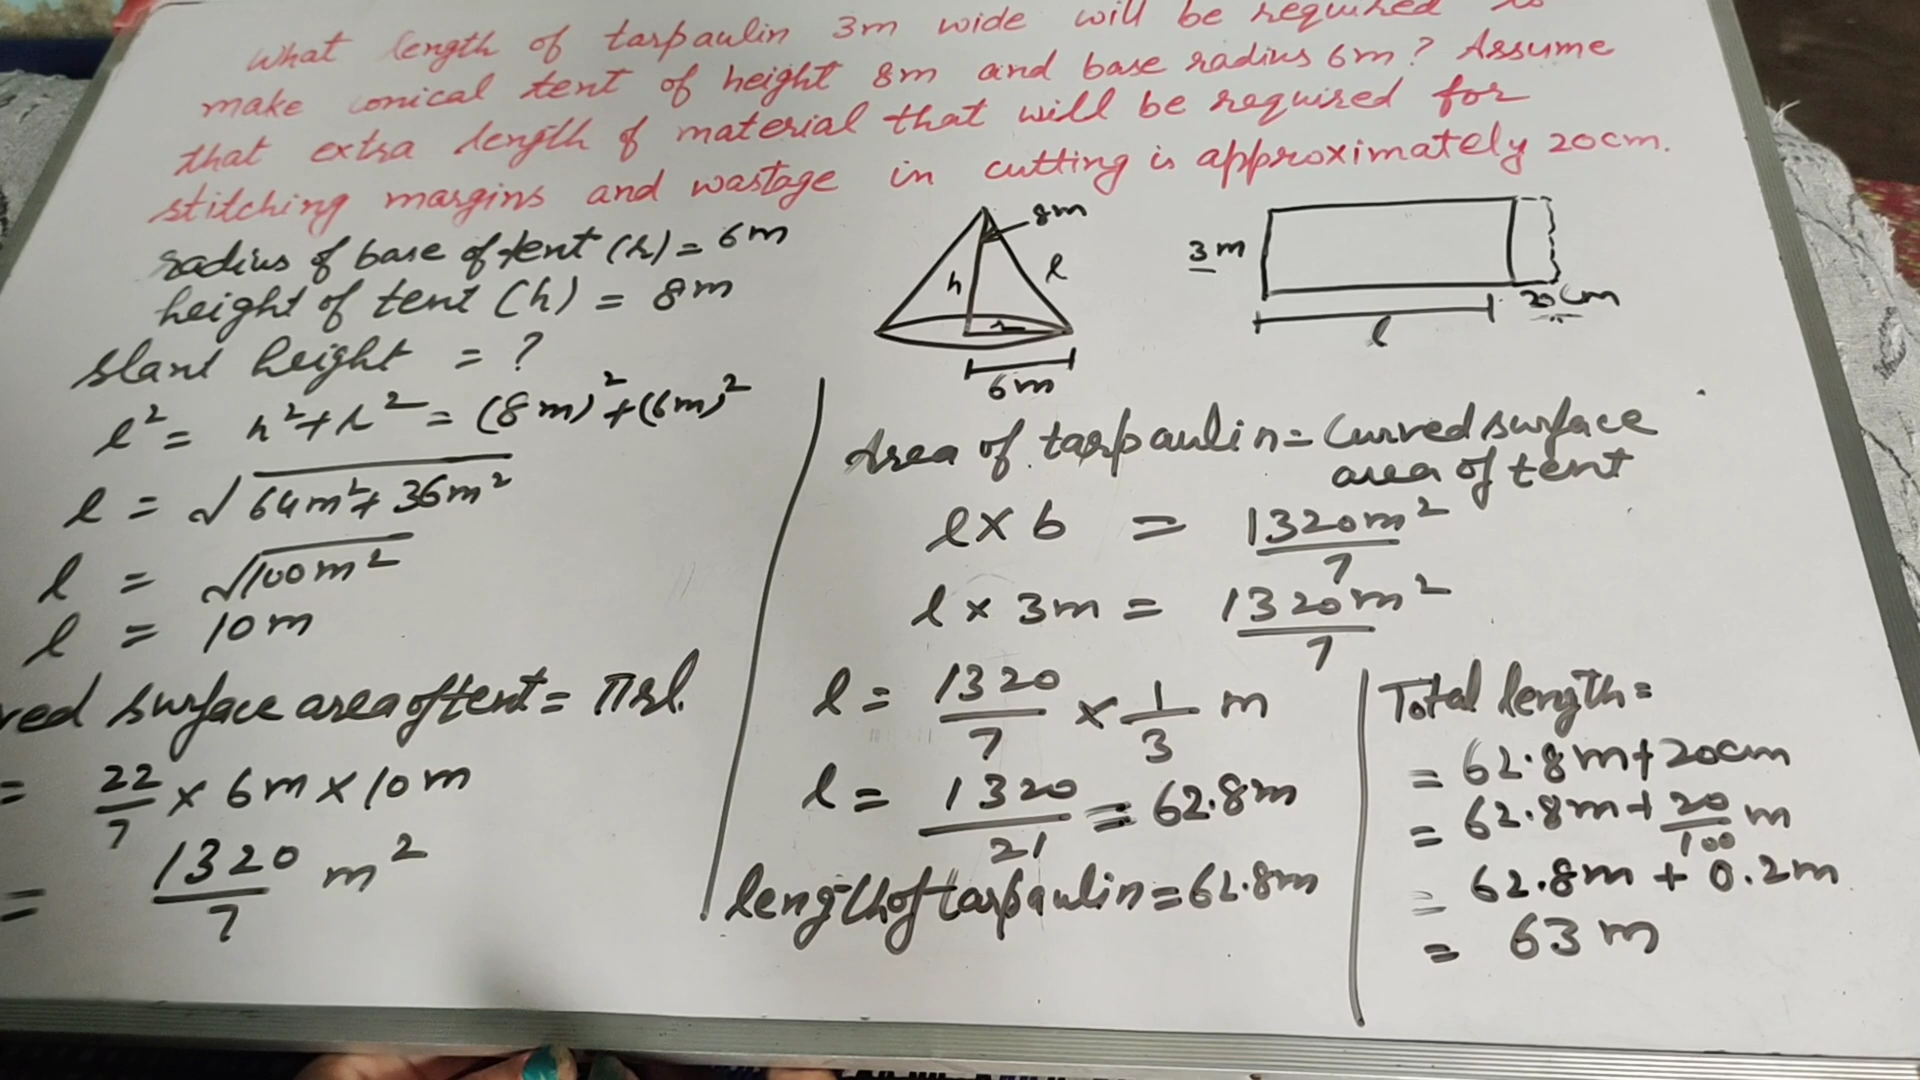 What length of tarpaulin 3m wide will be required to
make conical tent of height 8m and base radius 6m? Assume
that extra length of material that will be required for
stitching margins and wastage in cutting is approximately 20cm.
radius of base of tent (r) = 6m
height of tent (h) = 8m
slant height = ?
l² = h² + r² = (8m)² + (6m)²
l = √64m² + 36m²
l = √100m²
l = 10m
red surface area of tent = πrl.
= 22/7 × 6m × 10m
= 1320/7 m²
8m
h
l
r
6m
3m
l
20cm
Area of tarpaulin = Curved surface
area of tent
l × b = 1320m²/7
l × 3m = 1320m²/7
l = 1320/7 × 1/3 m
l = 1320/21 = 62.8m
length of tarpaulin = 62.8m
Total length =
= 62.8m + 20cm
= 62.8m + 20/100 m
= 62.8m + 0.2m
= 63m